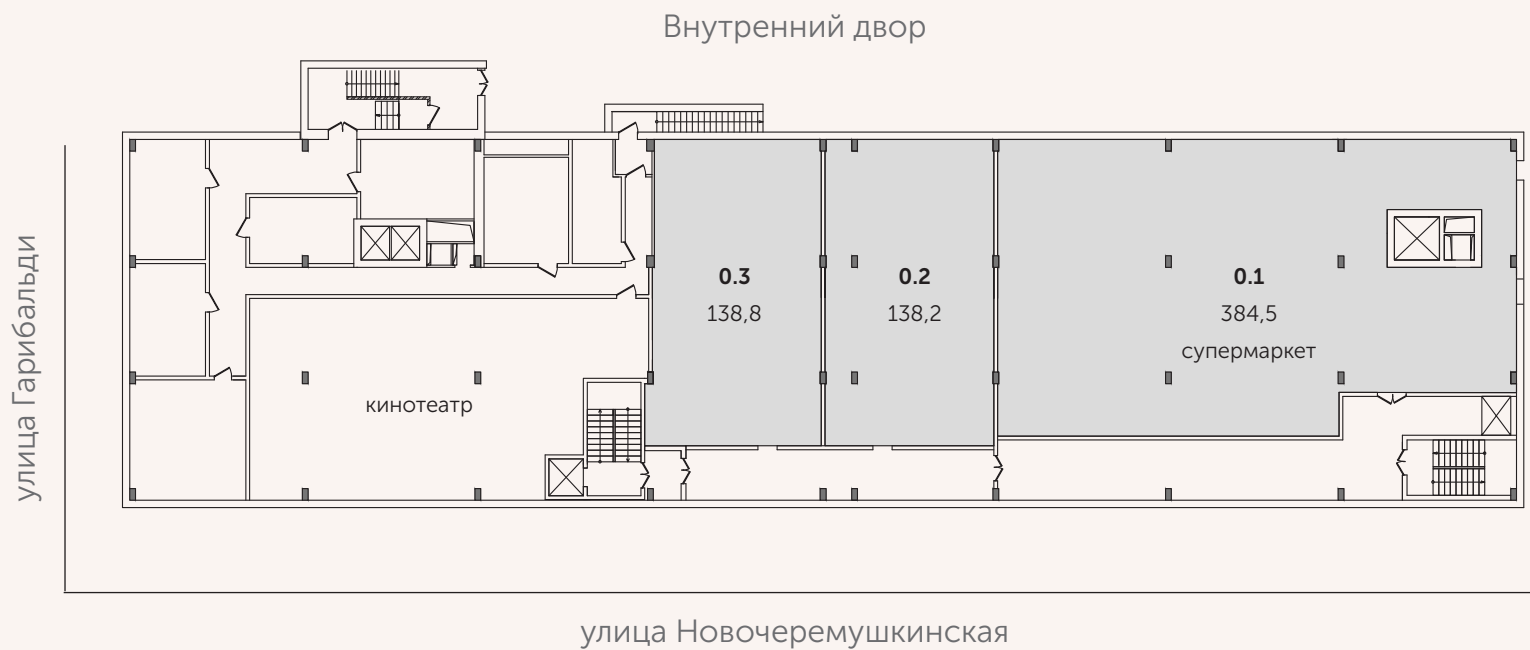 Внутренний двор
улица Гарибальди
0.3
138,8
0.2
138,2
0.1
384,5
супермаркет
кинотеатр
улица Новочеремушкинская